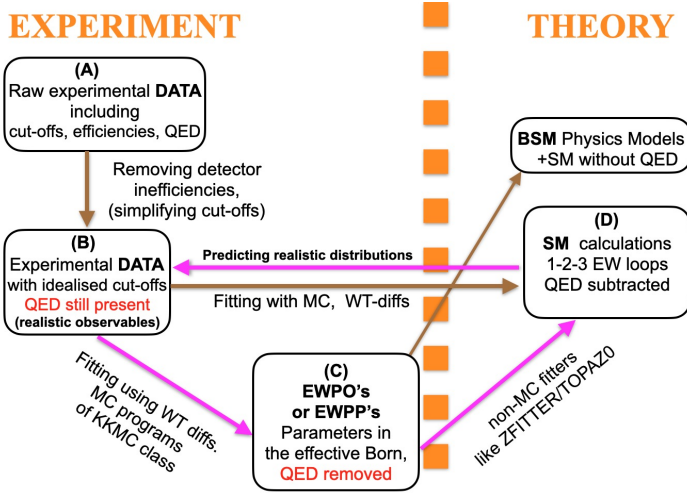 EXPERIMENT
THEORY
(A)
Raw experimental DATA
including
cut-offs, efficiencies, QED
Removing detector
inefficiencies,
(simplifying cut-offs)
BSM Physics Models
+SM without QED
(B)
Experimental DATA
with idealised cut-offs
QED still present
(realistic observables)
Predicting realistic distributions
Fitting with MC, WT-diffs
(D)
SM calculations
1-2-3 EW loops
QED subtracted
Fitting using WT diffs.
MC programs
of KKMC class
(C)
EWPO's
or EWPP's
Parameters in
the effective Born,
QED removed
non-MC fitters
like ZFITTER/TOPAZ0